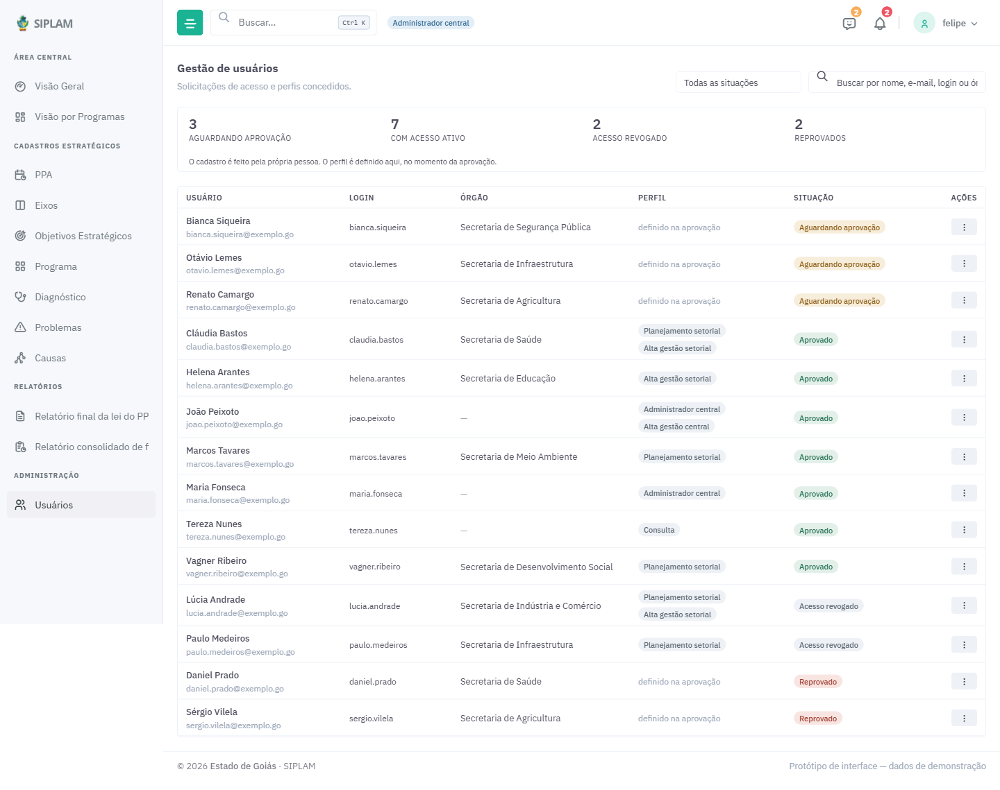 SIPLAM
ÁREA CENTRAL
Visão Geral
Visão por Programas
CADASTROS ESTRATÉGICOS
PPA
Eixos
Objetivos Estratégicos
Programa
Diagnóstico
Problemas
Causas
RELATÓRIOS
Relatório final da lei do PP
Relatório consolidado de f
ADMINISTRAÇÃO
Usuários
Buscar...
Ctrl K
Administrador central
2
2
felipe
Gestão de usuários
Solicitações de acesso e perfis concedidos.
Todas as situações
Buscar por nome, e-mail, login ou ór
3
AGUARDANDO APROVAÇÃO
7
COM ACESSO ATIVO
2
ACESSO REVOGADO
2
REPROVADOS
O cadastro é feito pela própria pessoa. O perfil é definido aqui, no momento da aprovação.
USUÁRIO LOGIN ÓRGÃO PERFIL SITUAÇÃO AÇÕES
Bianca Siqueira
bianca.siqueira@exemplo.go
bianca.siqueira
Secretaria de Segurança Pública
definido na aprovação
Aguardando aprovação
Otávio Lemes
otavio.lemes@exemplo.go
otavio.lemes
Secretaria de Infraestrutura
definido na aprovação
Aguardando aprovação
Renato Camargo
renato.camargo@exemplo.go
renato.camargo
Secretaria de Agricultura
definido na aprovação
Aguardando aprovação
Cláudia Bastos
claudia.bastos@exemplo.go
claudia.bastos
Secretaria de Saúde
Planejamento setorial
Alta gestão setorial
Aprovado
Helena Arantes
helena.arantes@exemplo.go
helena.arantes
Secretaria de Educação
Alta gestão setorial
Aprovado
João Peixoto
joao.peixoto@exemplo.go
joao.peixoto
—
Administrador central
Alta gestão central
Aprovado
Marcos Tavares
marcos.tavares@exemplo.go
marcos.tavares
Secretaria de Meio Ambiente
Planejamento setorial
Aprovado
Maria Fonseca
maria.fonseca@exemplo.go
maria.fonseca
—
Administrador central
Aprovado
Tereza Nunes
tereza.nunes@exemplo.go
tereza.nunes
—
Consulta
Aprovado
Vagner Ribeiro
vagner.ribeiro@exemplo.go
vagner.ribeiro
Secretaria de Desenvolvimento Social
Planejamento setorial
Aprovado
Lúcia Andrade
lucia.andrade@exemplo.go
lucia.andrade
Secretaria de Indústria e Comércio
Planejamento setorial
Alta gestão setorial
Acesso revogado
Paulo Medeiros
paulo.medeiros@exemplo.go
paulo.medeiros
Secretaria de Infraestrutura
Planejamento setorial
Acesso revogado
Daniel Prado
daniel.prado@exemplo.go
daniel.prado
Secretaria de Saúde
definido na aprovação
Reprovado
Sérgio Vilela
sergio.vilela@exemplo.go
sergio.vilela
Secretaria de Agricultura
definido na aprovação
Reprovado
© 2026 Estado de Goiás · SIPLAM
Protótipo de interface — dados de demonstração